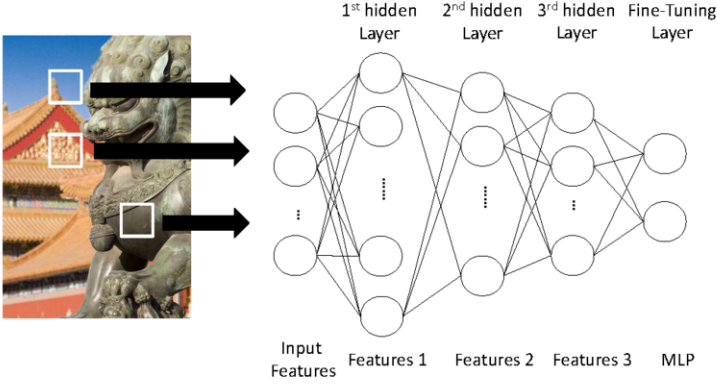 1st hidden
Layer
2nd hidden
Layer
3rd hidden
Layer
Fine-Tuning
Layer
Input
Features
Features 1
Features 2
Features 3
MLP